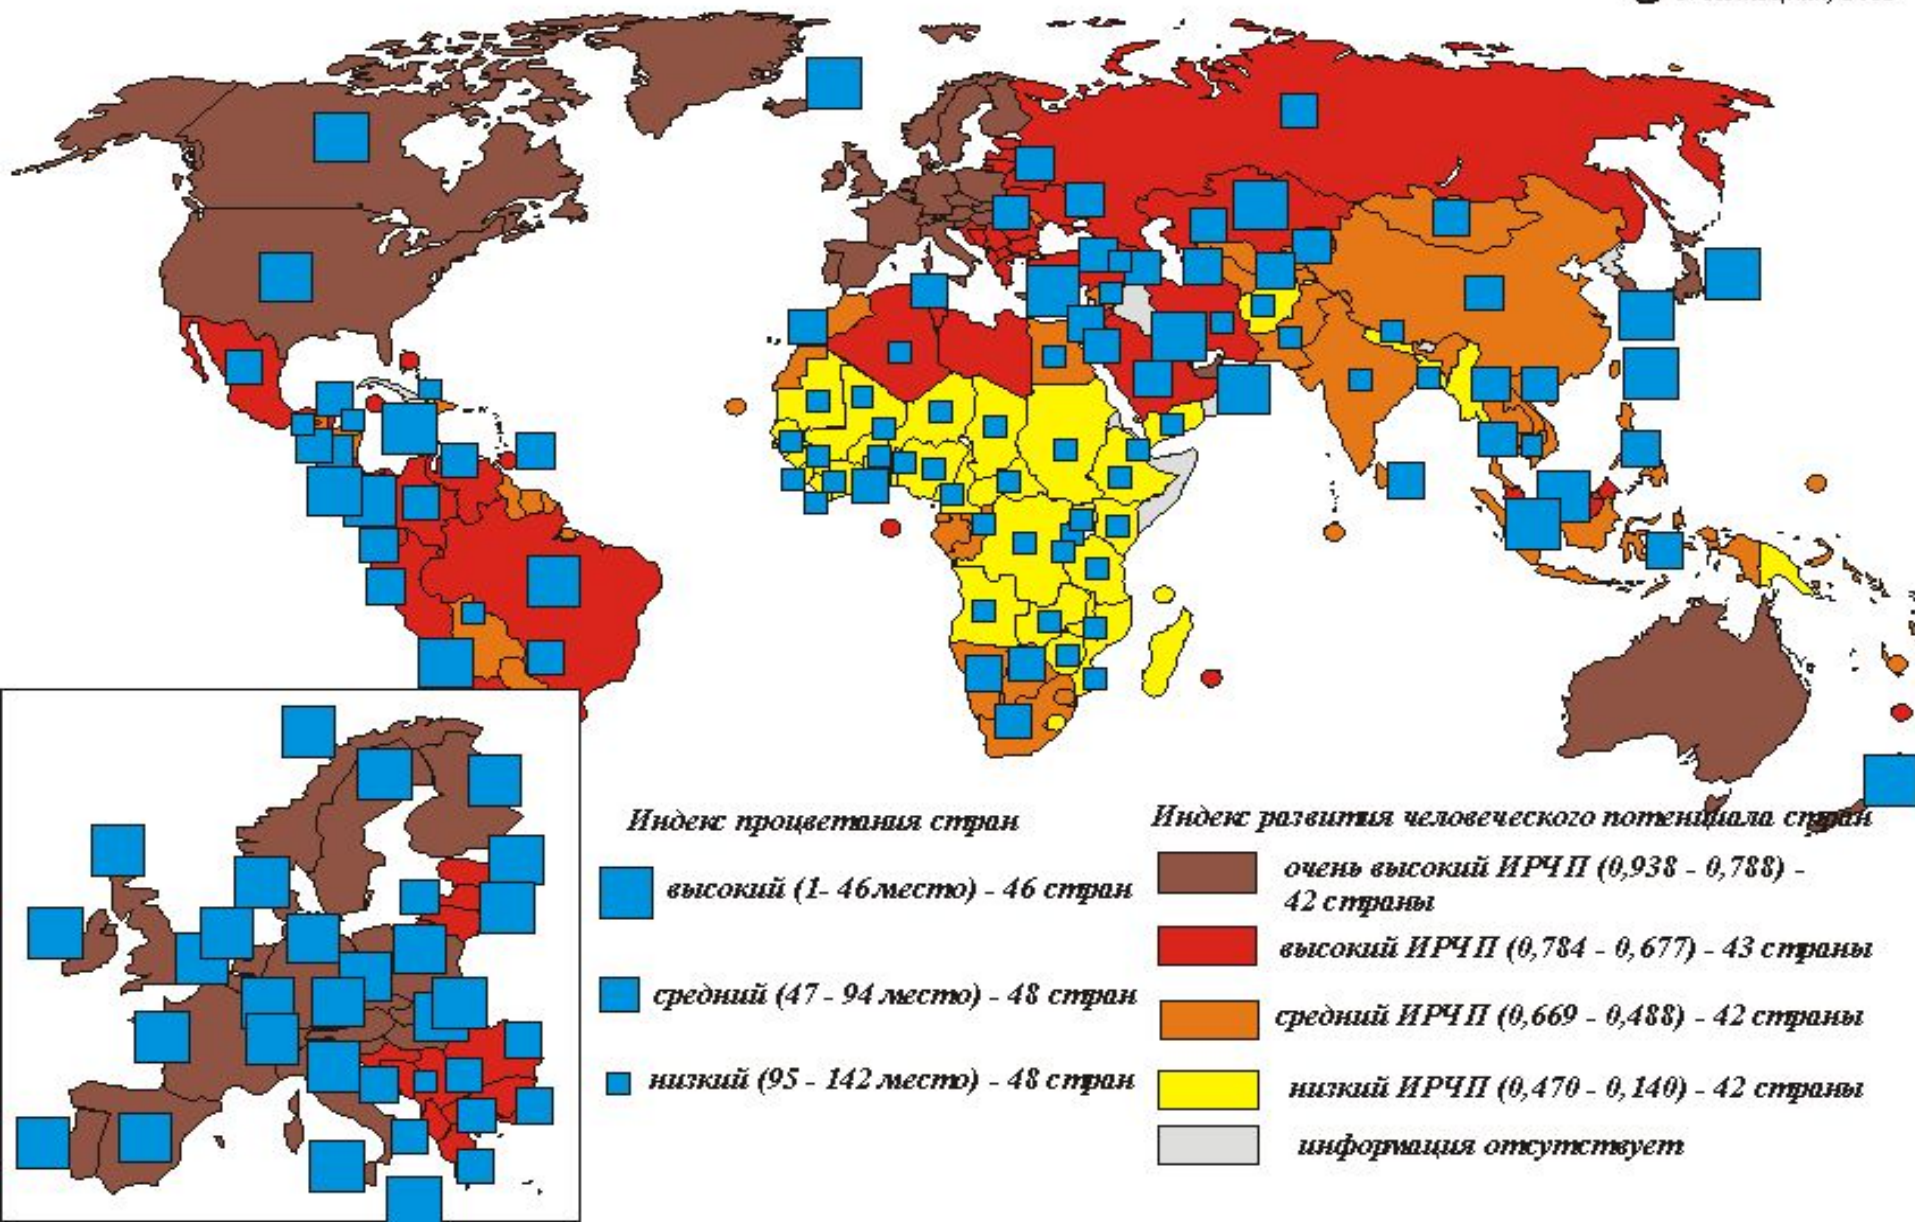 Индекс процветания стран
высокий (1- 46 место) - 46 стран
средний (47 - 94 место) - 48 стран
низкий (95 - 142 место) - 48 стран
Индекс развития человеческого потенциала стран
очень высокий ИРЧП (0,938 - 0,788) -
42 страны
высокий ИРЧП (0,784 - 0,677) - 43 страны
средний ИРЧП (0,669 - 0,488) - 42 страны
низкий ИРЧП (0,470 - 0,140) - 42 страны
информация отсутствует